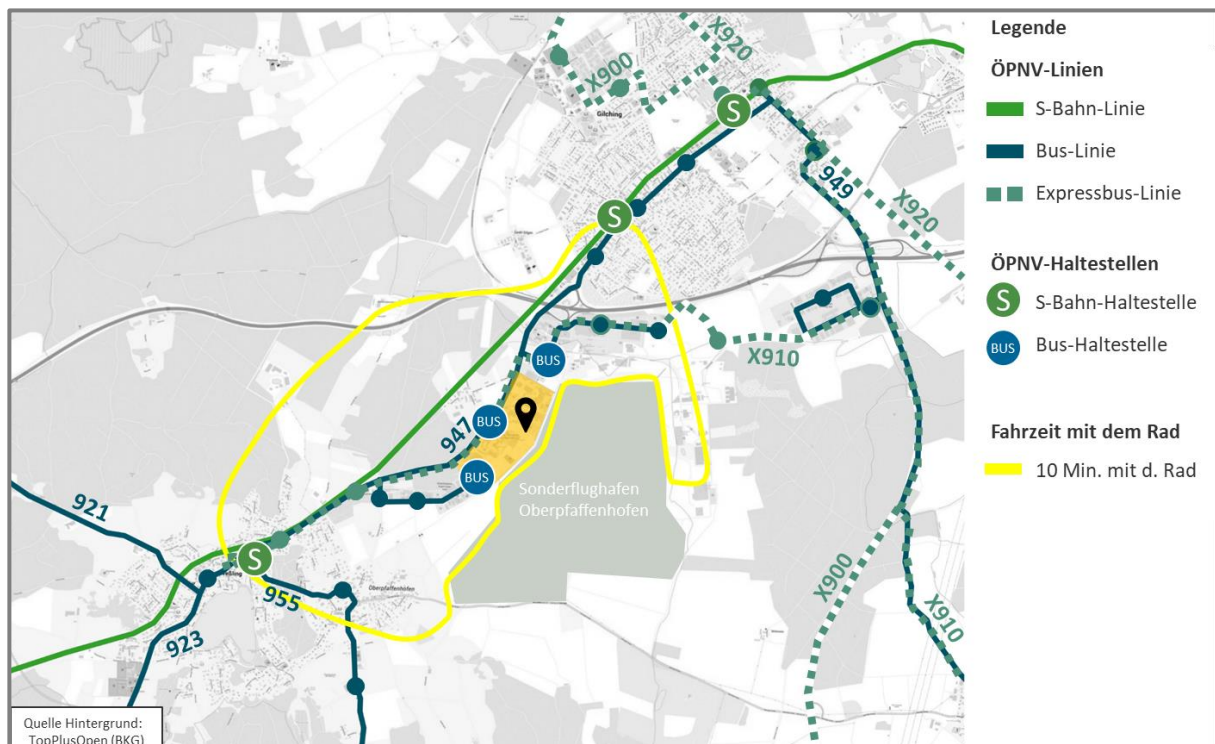 X920
X900
Gilching
S
949
X920
S
X910
BUS
947
BUS
BUS
Sonderflughafen
Oberpfaffenhofen
921
S
Oberpfaffenhofen
955
923
X900
X910
Quelle Hintergrund:
TopPlusOpen (BKG)
Legende
ÖPNV-Linien
S-Bahn-Linie
Bus-Linie
Expressbus-Linie
ÖPNV-Haltestellen
S S-Bahn-Haltestelle
BUS Bus-Haltestelle
Fahrzeit mit dem Rad
10 Min. mit d. Rad